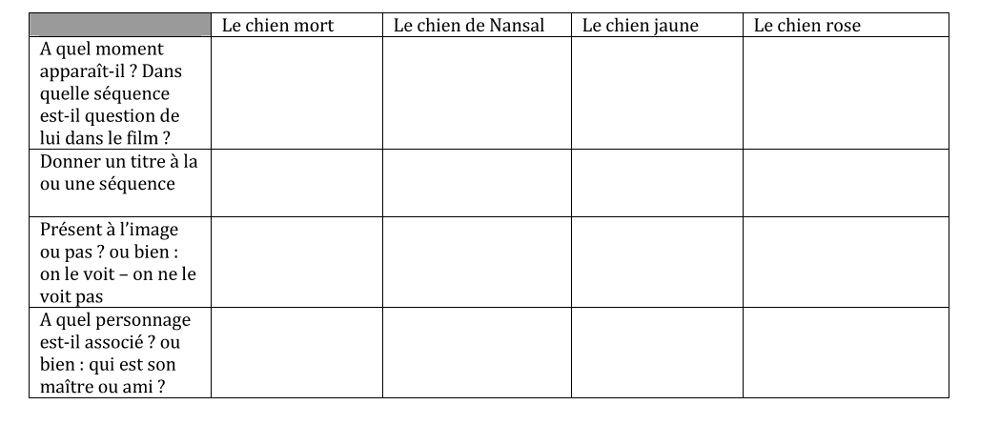 Le chien mort
Le chien de Nansal
Le chien jaune
Le chien rose
A quel moment
apparaît-il ? Dans
quelle séquence
est-il question de
lui dans le film ?
Donner un titre à la
ou une séquence
Présent à l’image
ou pas ? ou bien :
on le voit – on ne le
voit pas
A quel personnage
est-il associé ? ou
bien : qui est son
maître ou ami ?